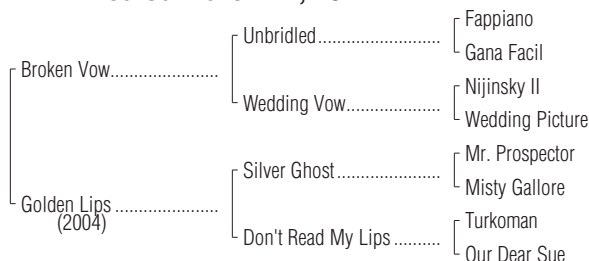 Fappiano
Unbridled
Gana Facil
Broken Vow
Nijinsky II
Wedding Vow
Wedding Picture
Mr. Prospector
Silver Ghost
Misty Gallore
Golden Lips
(2004)
Turkoman
Don't Read My Lips
Our Dear Sue